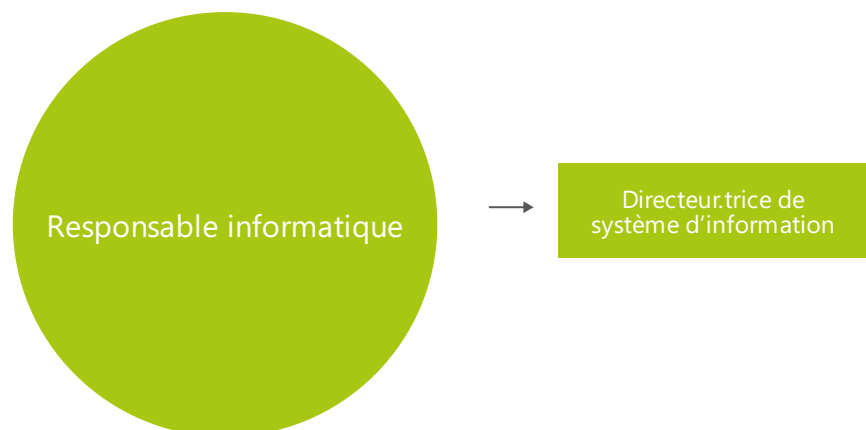 Responsable informatique
Directeur.trice de
système d’information